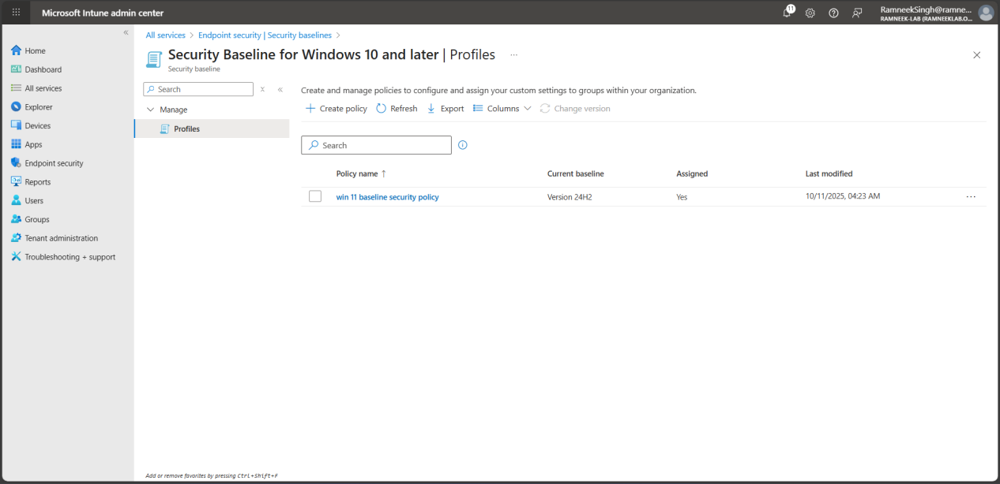 Microsoft Intune admin center
11
RamneekSingh@ramne...
RAMNEEK-LAB (RAMNEEKLAB.O...
Home
Dashboard
All services
Explorer
Devices
Apps
Endpoint security
Reports
Users
Groups
Tenant administration
Troubleshooting + support
All services > Endpoint security | Security baselines >
Security Baseline for Windows 10 and later | Profiles ...
Security baseline
Search
Manage
Profiles
Create and manage policies to configure and assign your custom settings to groups within your organization.
Create policy Refresh Export Columns Change version
Search
Policy name ↑ Current baseline Assigned Last modified
win 11 baseline security policy Version 24H2 Yes 10/11/2025, 04:23 AM ...
Add or remove favorites by pressing Ctrl+Shift+F